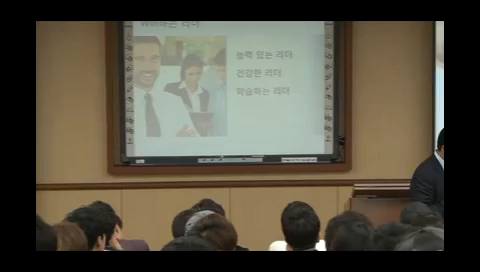 능력 있는 리더
건강한 리더
학습하는 리더